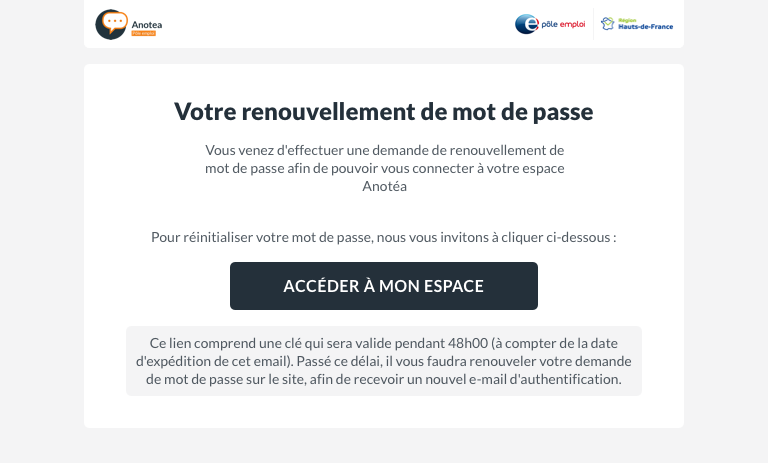 Anotea
Pôle emploi
pôle emploi
Région
Hauts-de-France
Votre renouvellement de mot de passe
Vous venez d'effectuer une demande de renouvellement de
mot de passe afin de pouvoir vous connecter à votre espace
Anotéa
Pour réinitialiser votre mot de passe, nous vous invitons à cliquer ci-dessous :
ACCÉDER À MON ESPACE
Ce lien comprend une clé qui sera valide pendant 48h00 (à compter de la date
d'expédition de cet email). Passé ce délai, il vous faudra renouveler votre demande
de mot de passe sur le site, afin de recevoir un nouvel e-mail d'authentification.